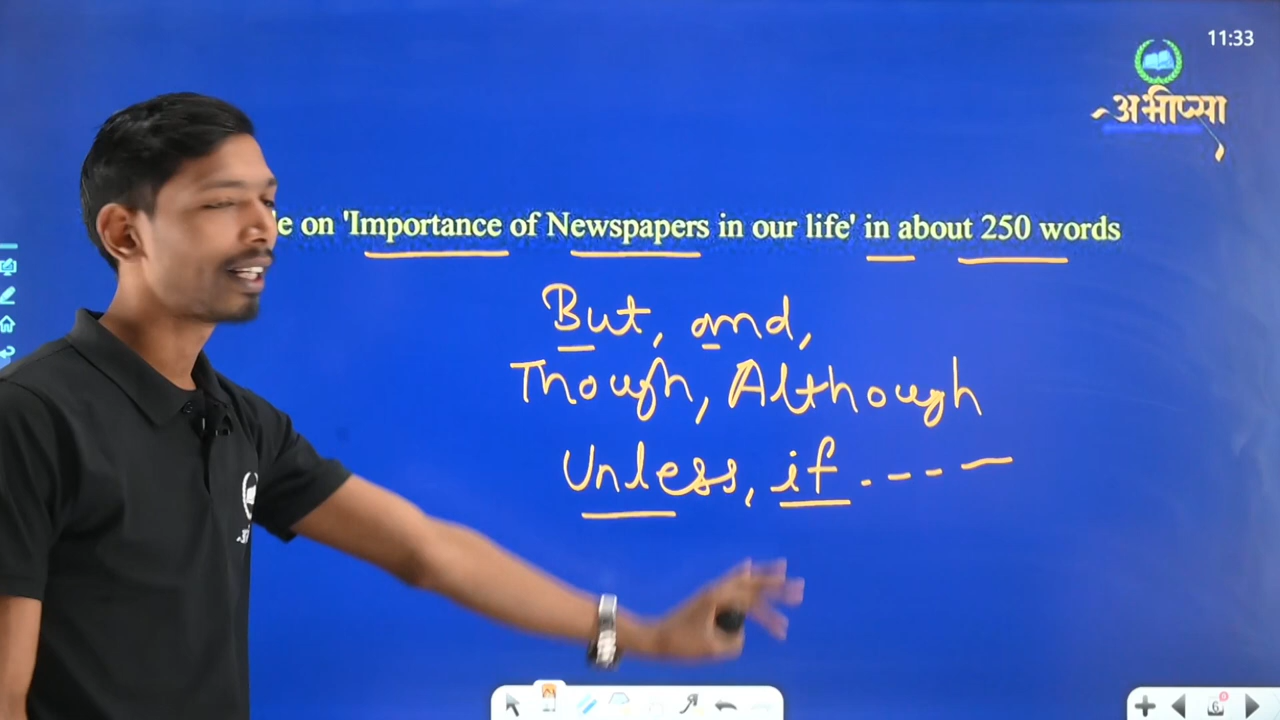 11:33
अभीप्सा
on 'Importance of Newspapers in our life' in about 250 words
But, and,
Though, Although
Unless, if - - - -
6